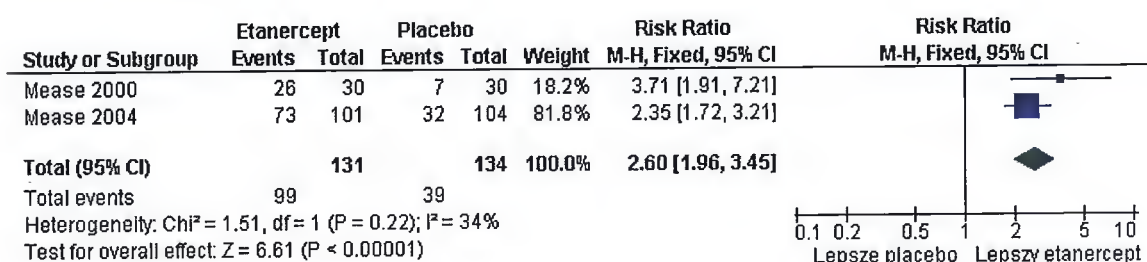 Etanercept Placebo Risk Ratio Risk Ratio
Study or Subgroup Events Total Events Total Weight M-H, Fixed, 95% CI M-H, Fixed, 95% CI
Mease 2000 26 30 7 30 18.2% 3.71 [1.91, 7.21]
Mease 2004 73 101 32 104 81.8% 2.35 [1.72, 3.21]
Total (95% CI) 131 134 100.0% 2.60 [1.96, 3.45]
Total events 99 39
Heterogeneity: Chi² = 1.51, df = 1 (P = 0.22); I² = 34%
Test for overall effect: Z = 6.61 (P < 0.00001)
0.1 0.2 0.5 1 2 5 10
Lepsze placebo Lepszy etanercept